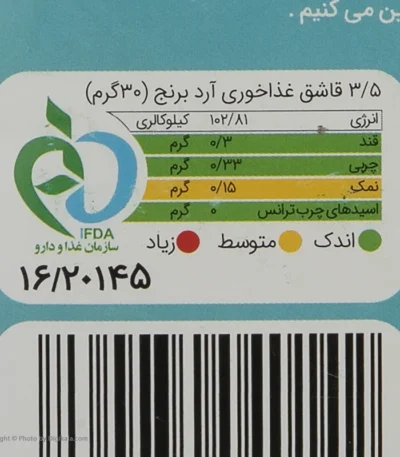 ین می کنیم .
۳/۵ قاشق غذاخوری آرد برنج (۳۰گرم)
انرژی ۱۰۲/۸۱ کیلوکالری
قند ۰/۳ گرم
چربی ۰/۳۳ گرم
نمک ۰/۱۵ گرم
اسیدهای چرب ترانس ۰ گرم
اندک متوسط زیاد
IFDA
سازمان غذا و دارو
۱۶/۲۰۱۴۵